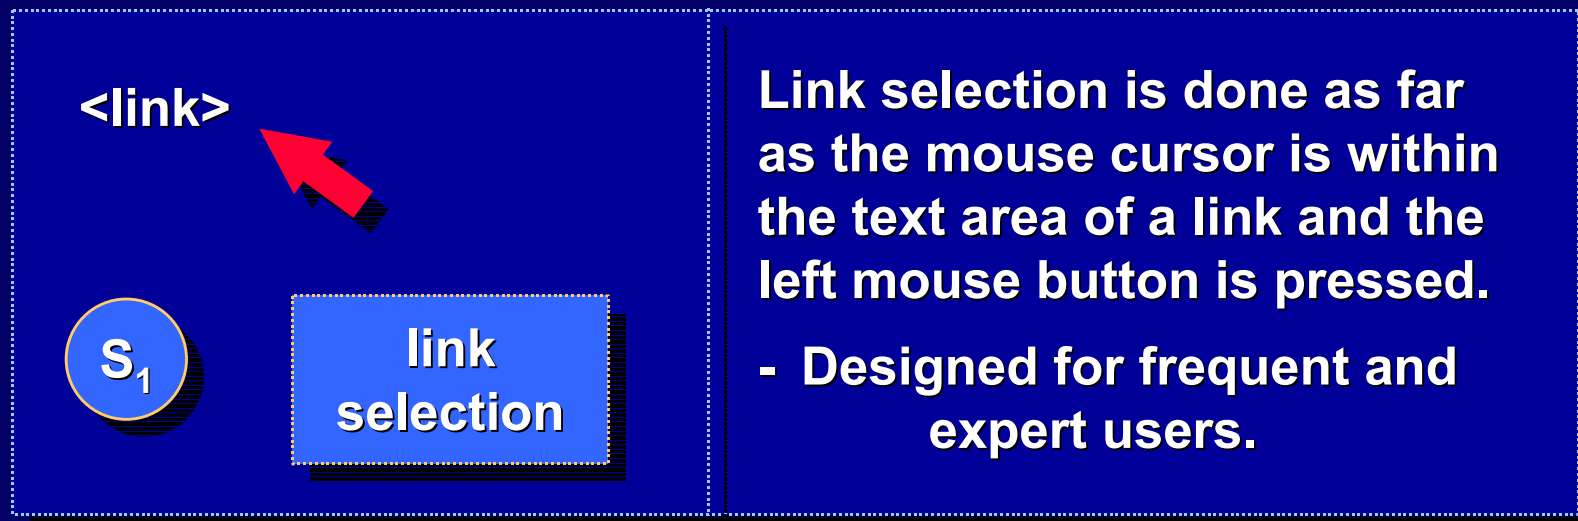 <link>
S1
link
selection
Link selection is done as far
as the mouse cursor is within
the text area of a link and the
left mouse button is pressed.
- Designed for frequent and
expert users.